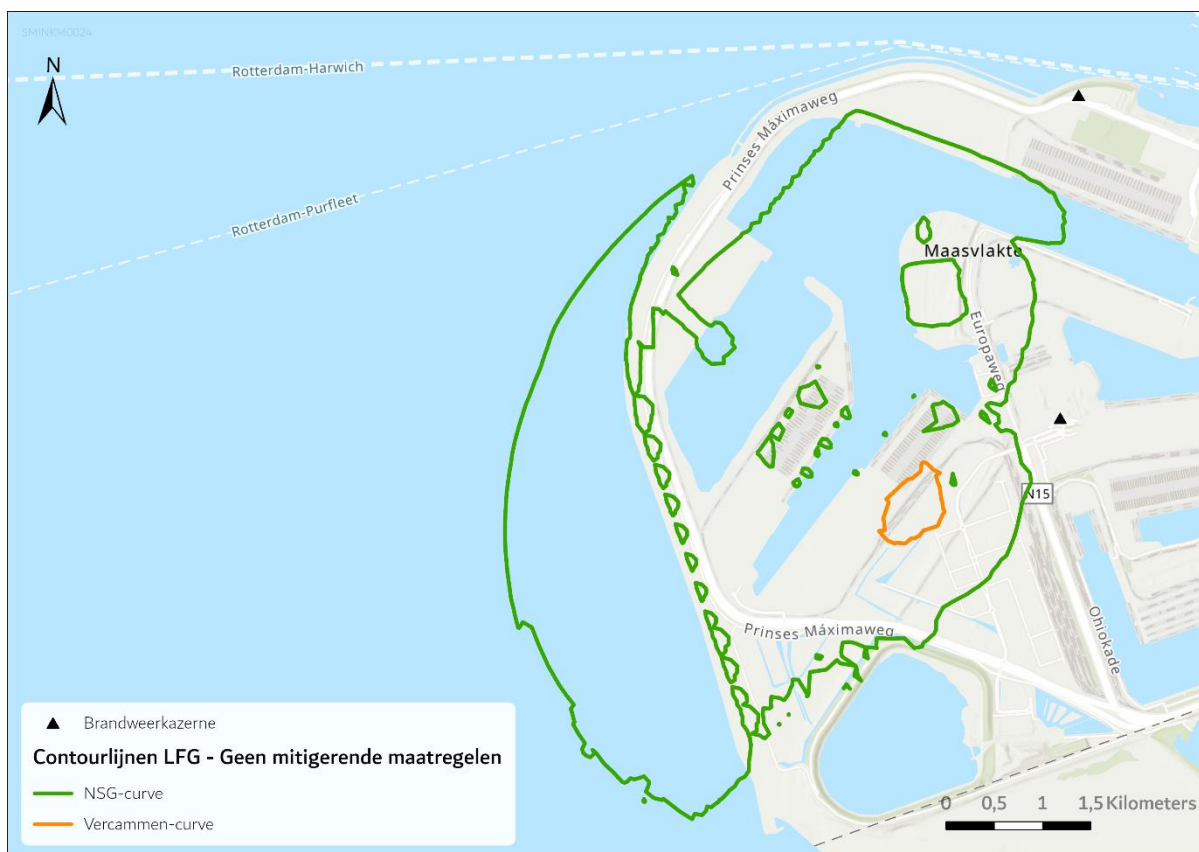 SMINKM0024
N
Rotterdam-Harwich
Rotterdam-Purfleet
Prinses Máximaweg
Maasvlakte
Europaweg
N15
Prinses Máximaweg
Ohiokade
Brandweerkazerne
Contourlijnen LFG - Geen mitigerende maatregelen
NSG-curve
Vercammen-curve
0 0,5 1 1,5 Kilometers